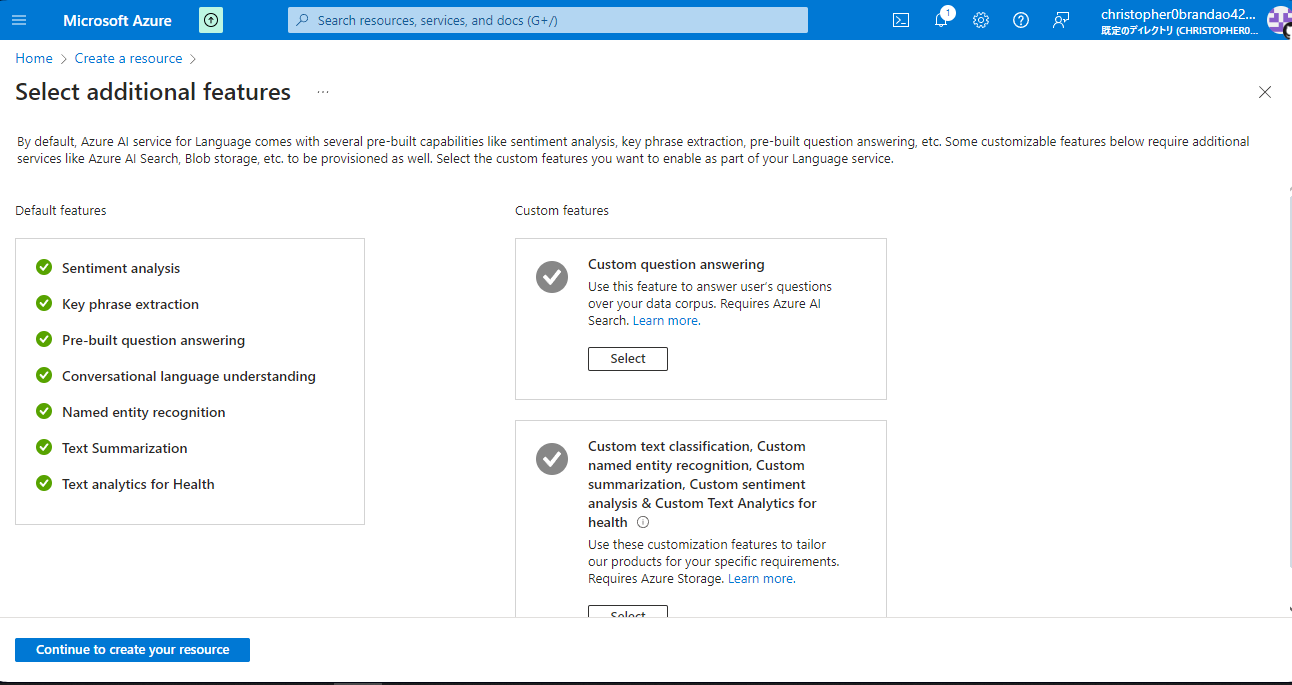 Microsoft Azure
Search resources, services, and docs (G+/)
1
christopher0brandao42...
既定のディレクトリ (CHRISTOPHER0...
Home > Create a resource >
Select additional features ...
By default, Azure AI service for Language comes with several pre-built capabilities like sentiment analysis, key phrase extraction, pre-built question answering, etc. Some customizable features below require additional
services like Azure AI Search, Blob storage, etc. to be provisioned as well. Select the custom features you want to enable as part of your Language service.
Default features
Sentiment analysis
Key phrase extraction
Pre-built question answering
Conversational language understanding
Named entity recognition
Text Summarization
Text analytics for Health
Custom features
Custom question answering
Use this feature to answer user's questions
over your data corpus. Requires Azure AI
Search. Learn more.
Select
Custom text classification, Custom
named entity recognition, Custom
summarization, Custom sentiment
analysis & Custom Text Analytics for
health
Use these customization features to tailor
our products for your specific requirements.
Requires Azure Storage. Learn more.
Select
Continue to create your resource